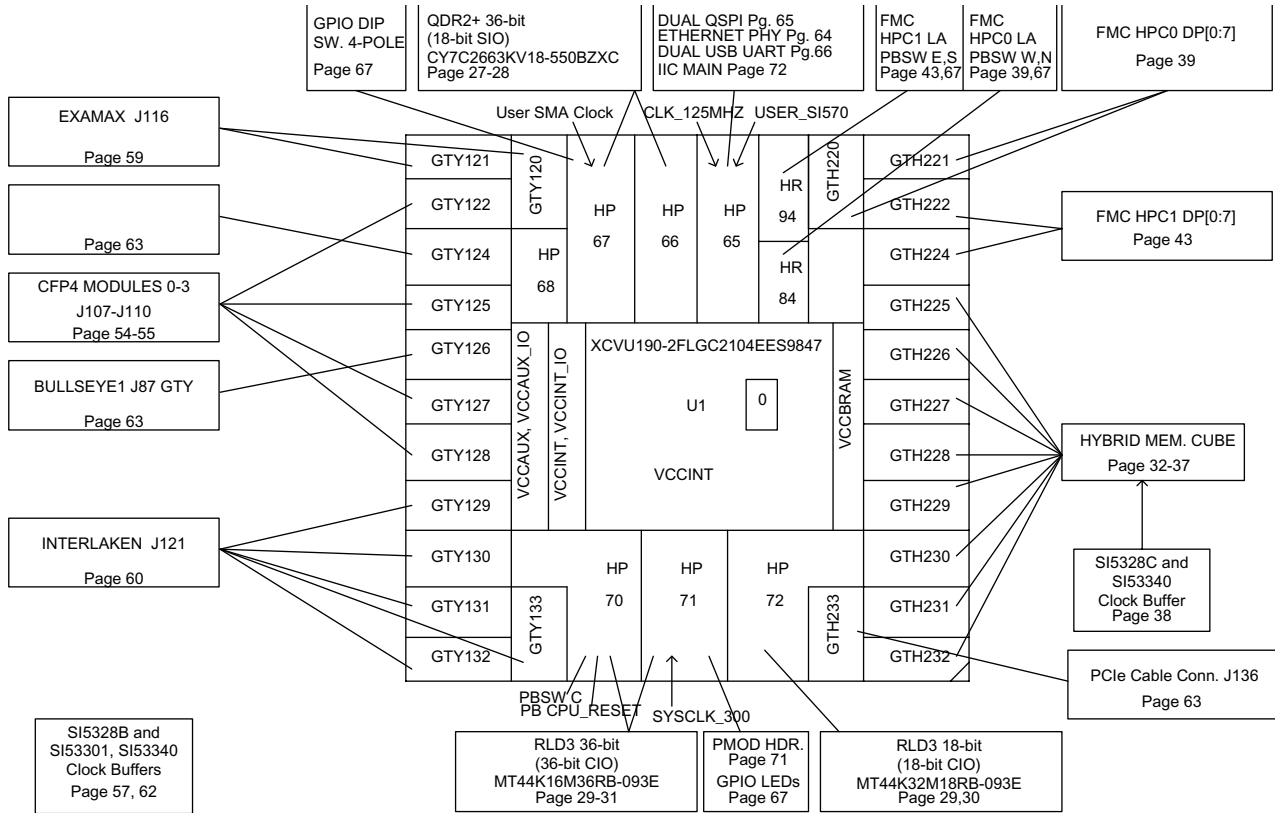 GPIO DIP
SW. 4-POLE
Page 67
QDR2+ 36-bit
(18-bit SIO)
CY7C2663KV18-550BZXC
Page 27-28
DUAL QSPI Pg. 65
ETHERNET PHY Pg. 64
DUAL USB UART Pg.66
IIC MAIN Page 72
FMC
HPC1 LA
PBSW E,S
Page 43,67
FMC
HPC0 LA
PBSW W,N
Page 39,67
FMC HPC0 DP[0:7]
Page 39
User SMA Clock
CLK_125MHZ
USER_SI570
EXAMAX J116
Page 59
Page 63
CFP4 MODULES 0-3
J107-J110
Page 54-55
BULLSEYE1 J87 GTY
Page 63
INTERLAKEN J121
Page 60
SI5328B and
SI53301, SI53340
Clock Buffers
Page 57, 62
GTY121
GTY122
GTY124
GTY125
GTY126
GTY127
GTY128
GTY129
GTY130
GTY131
GTY132
GTY120
HP
68
HP
67
HP
66
HP
65
HR
94
HR
84
GTH220
VCCAUX, VCCAUX_IO
VCCINT, VCCINT_IO
XCVU190-2FLGC2104EES9847
U1
0
VCCINT
VCCBRAM
GTY133
HP
70
HP
71
HP
72
GTH233
GTH221
GTH222
GTH224
GTH225
GTH226
GTH227
GTH228
GTH229
GTH230
GTH231
GTH232
FMC HPC1 DP[0:7]
Page 43
HYBRID MEM. CUBE
Page 32-37
SI5328C and
SI53340
Clock Buffer
Page 38
PCIe Cable Conn. J136
Page 63
PBSW C
PB CPU_RESET
SYSCLK_300
RLD3 36-bit
(36-bit CIO)
MT44K16M36RB-093E
Page 29-31
PMOD HDR.
Page 71
GPIO LEDs
Page 67
RLD3 18-bit
(18-bit CIO)
MT44K32M18RB-093E
Page 29,30